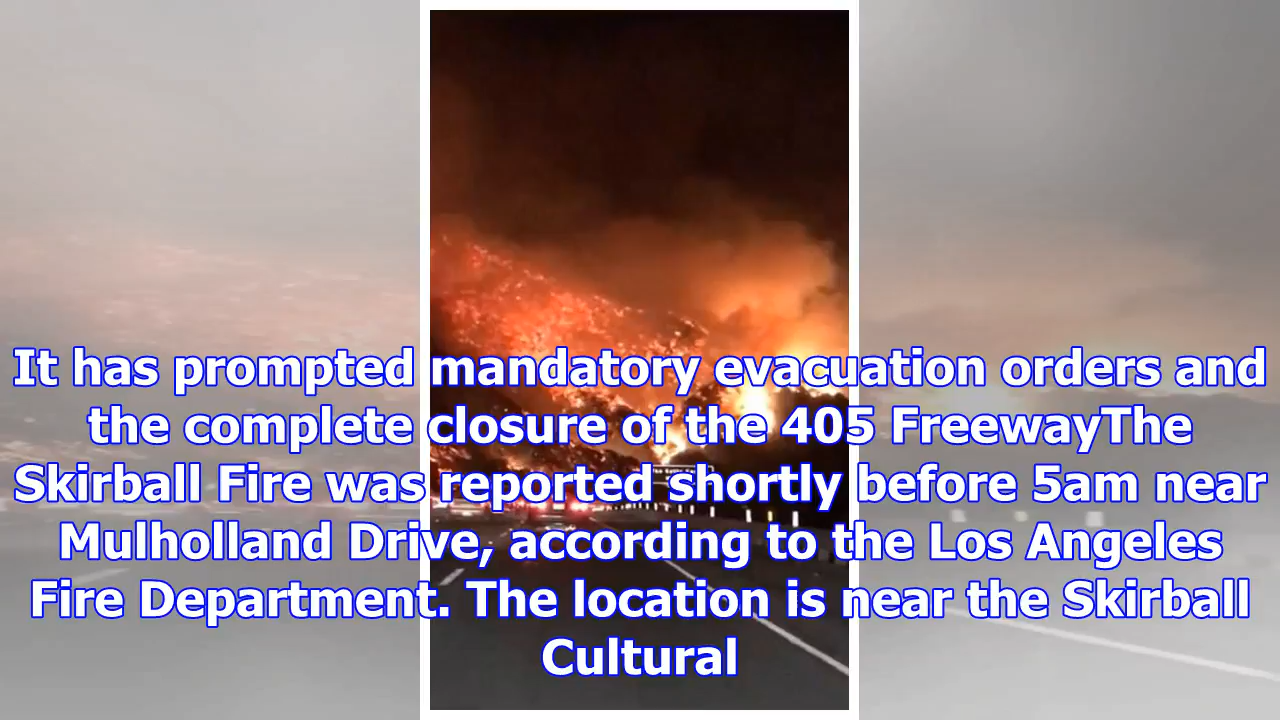 It has prompted mandatory evacuation orders and
the complete closure of the 405 FreewayThe
Skirball Fire was reported shortly before 5am near
Mulholland Drive, according to the Los Angeles
Fire Department. The location is near the Skirball
Cultural